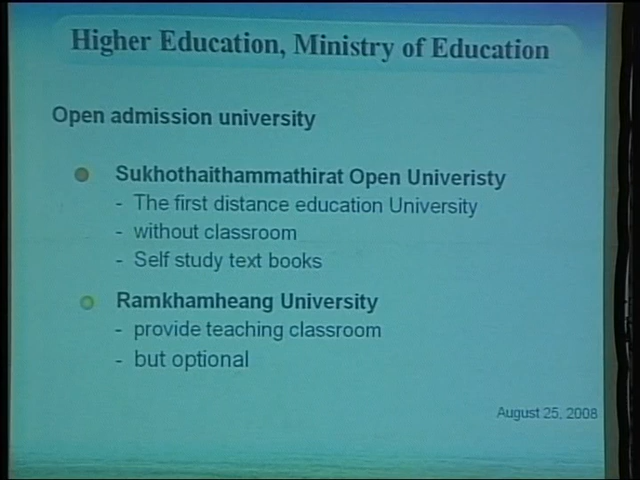 Higher Education, Ministry of Education
Open admission university
Sukhothaithammathirat Open Univeristy
- The first distance education University
- without classroom
- Self study text books
Ramkhamheang University
- provide teaching classroom
- but optional
August 25, 2008